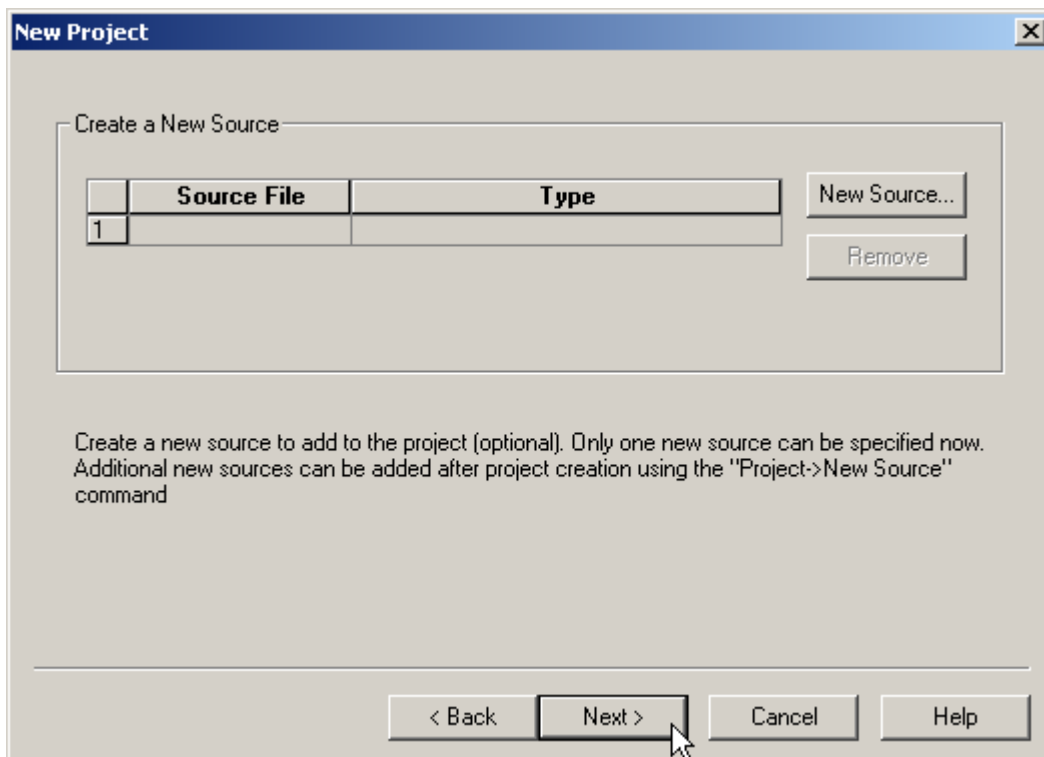 New Project
Create a New Source
Source File Type
1
New Source...
Remove
Create a new source to add to the project (optional). Only one new source can be specified now.
Additional new sources can be added after project creation using the "Project->New Source"
command
< Back Next > Cancel Help